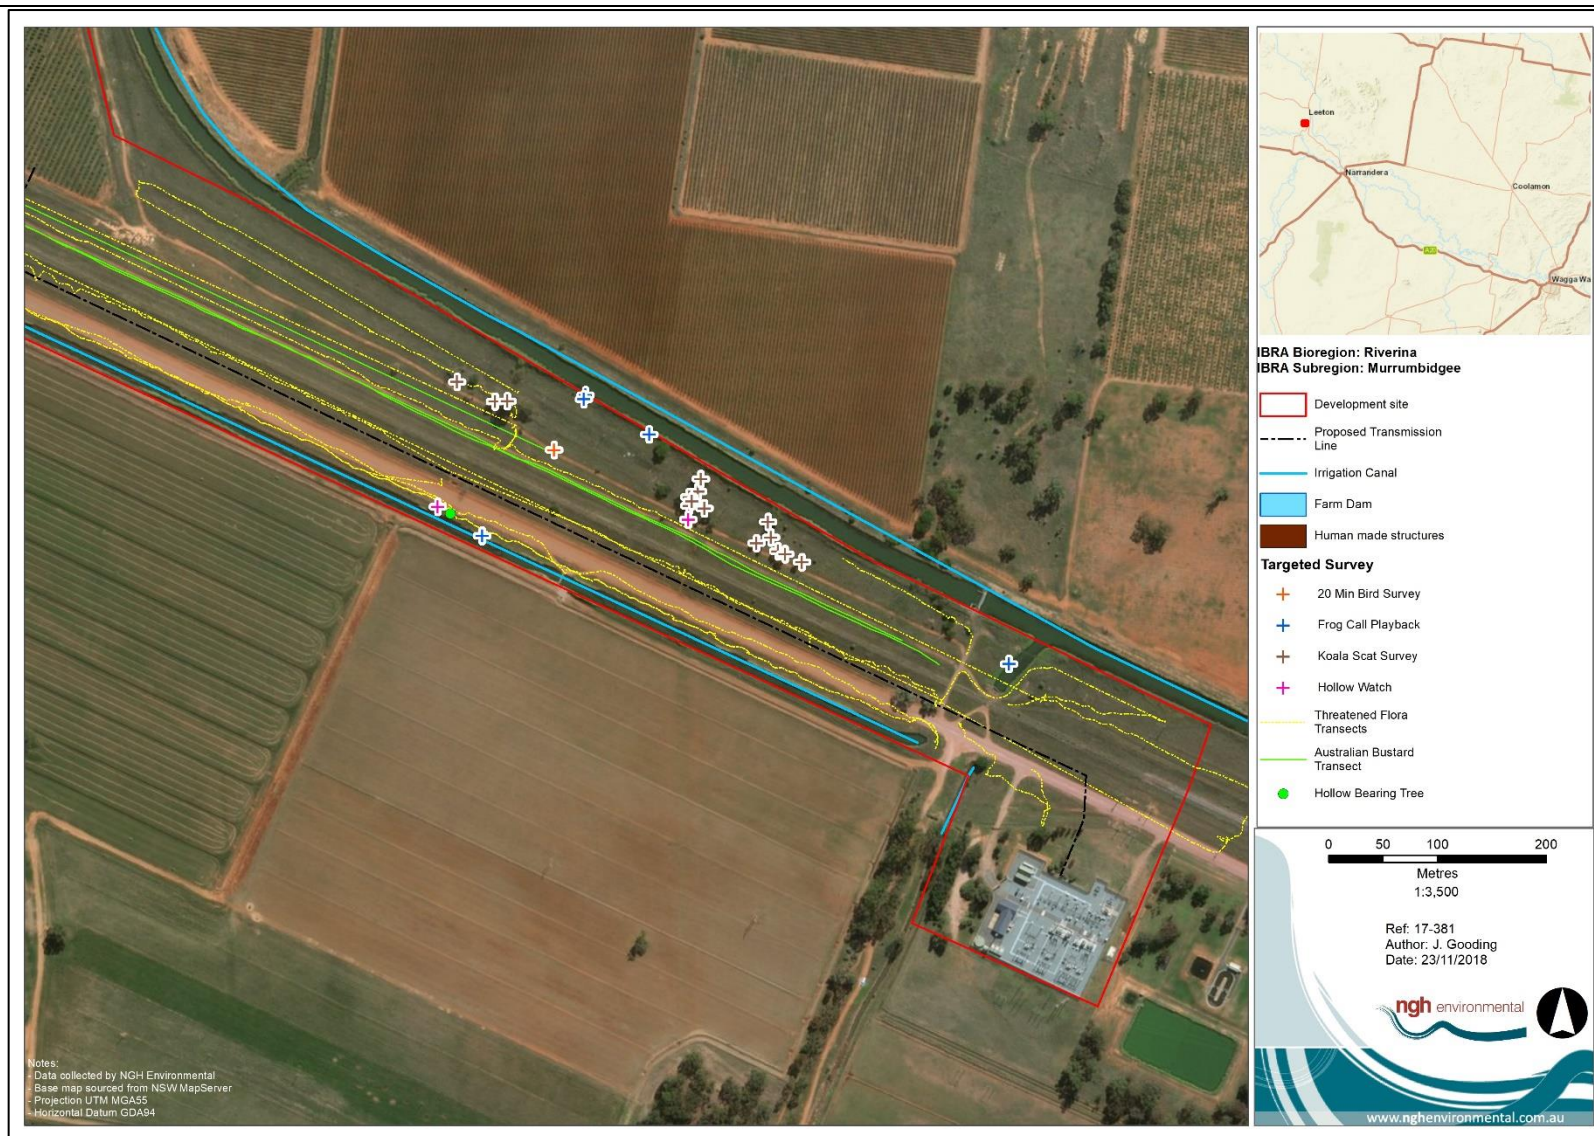 Leeton
Narrandera
Coolamon
A20
Wagga Wa
IBRA Bioregion: Riverina
IBRA Subregion: Murrumbidgee
Development site
Proposed Transmission
Line
Irrigation Canal
Farm Dam
Human made structures
Targeted Survey
20 Min Bird Survey
Frog Call Playback
Koala Scat Survey
Hollow Watch
Threatened Flora
Transects
Australian Bustard
Transect
Hollow Bearing Tree
0 50 100 200
Metres
1:3,500
Ref: 17-381
Author: J. Gooding
Date: 23/11/2018
ngh environmental
www.nghenvironmental.com.au
Notes:
- Data collected by NGH Environmental
- Base map sourced from NSW MapServer
- Projection UTM MGA55
- Horizontal Datum GDA94